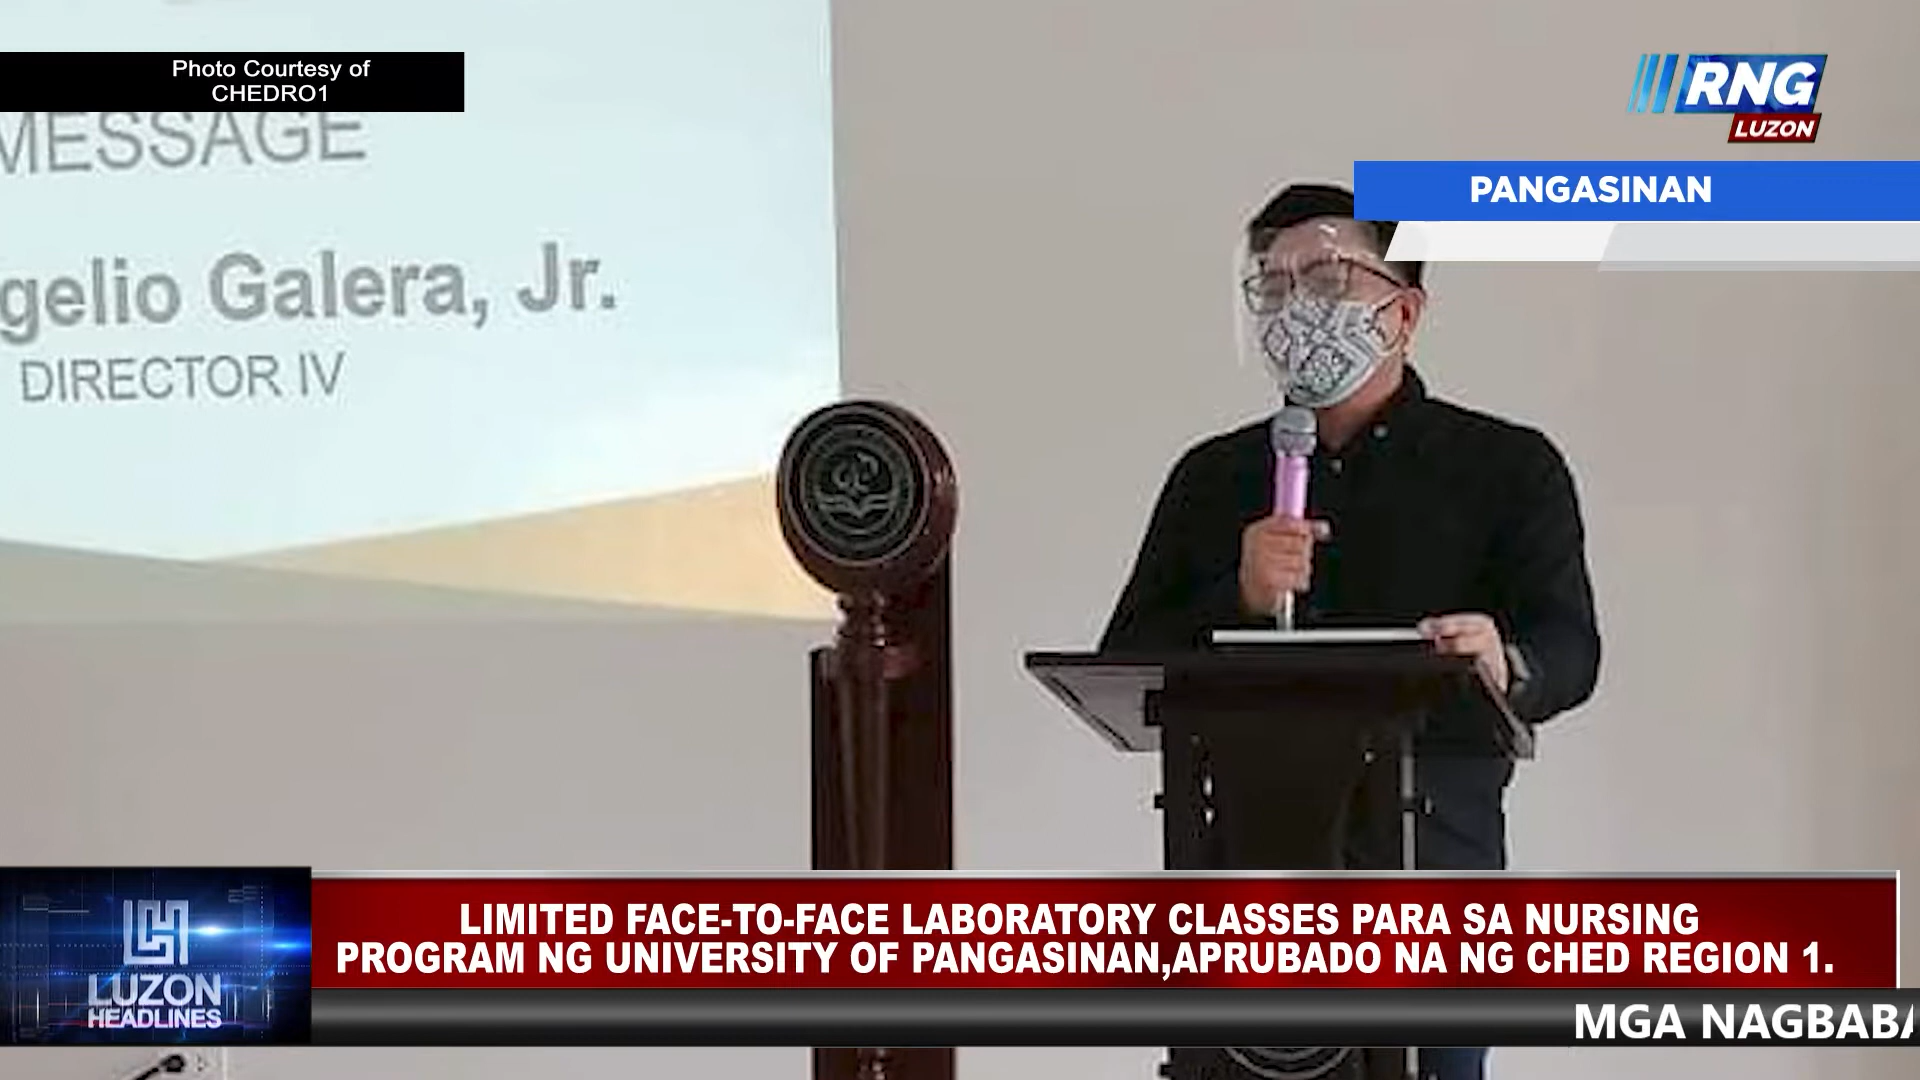 Photo Courtesy of
CHEDRO1
RNG
LUZON
PANGASINAN
MESSAGE
gelio Galera, Jr.
DIRECTOR IV
LIMITED FACE-TO-FACE LABORATORY CLASSES PARA SA NURSING
PROGRAM NG UNIVERSITY OF PANGASINAN,APRUBADO NA NG CHED REGION 1.
LUZON
HEADLINES
MGA NAGBABA